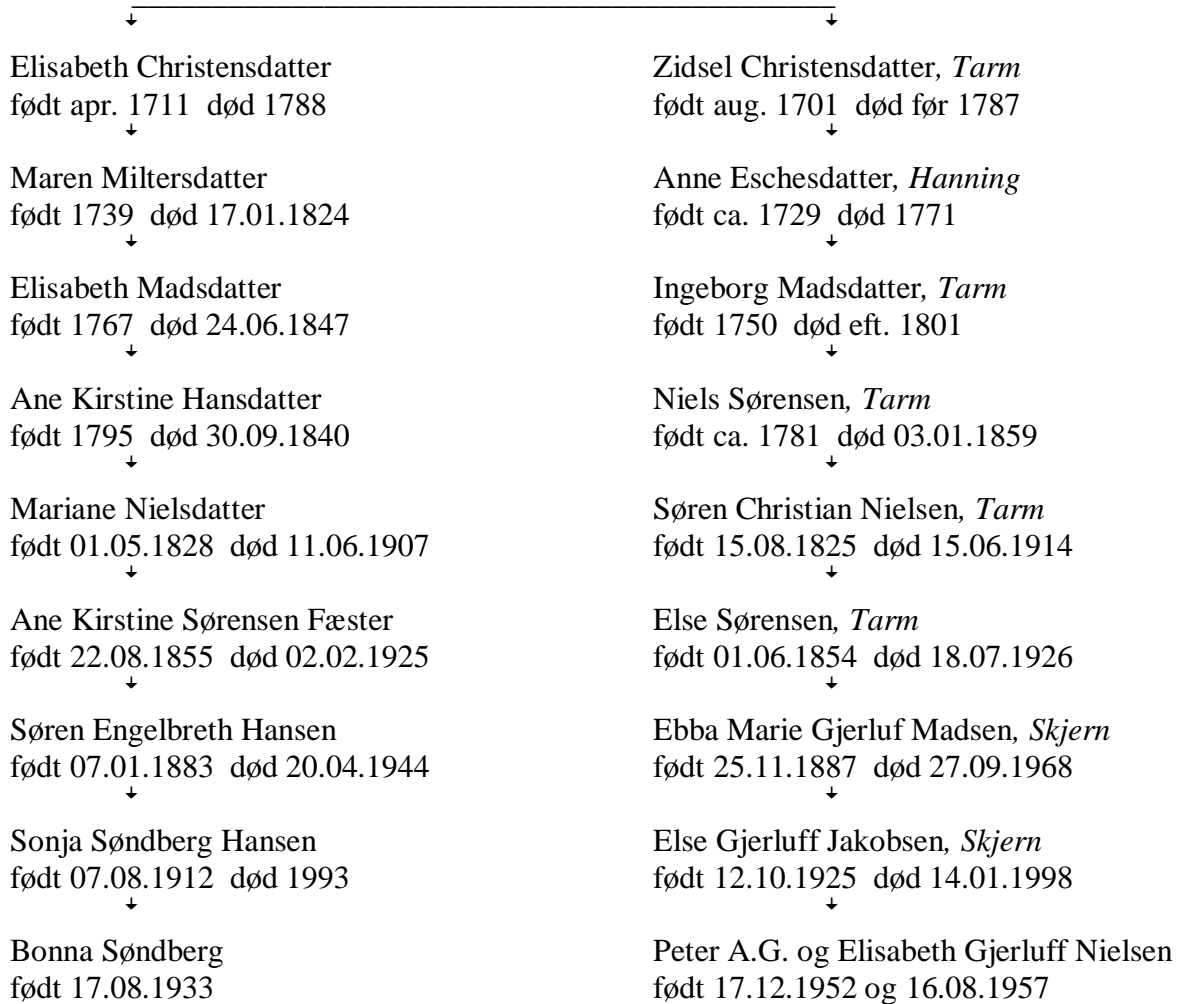 Elisabeth Christensdatter
født apr. 1711 død 1788
Zidsel Christensdatter, Tarm
født aug. 1701 død før 1787
Maren Miltersdatter
født 1739 død 17.01.1824
Anne Eschesdatter, Hanning
født ca. 1729 død 1771
Elisabeth Madsdatter
født 1767 død 24.06.1847
Ingeborg Madsdatter, Tarm
født 1750 død eft. 1801
Ane Kirstine Hansdatter
født 1795 død 30.09.1840
Niels Sørensen, Tarm
født ca. 1781 død 03.01.1859
Mariane Nielsdatter
født 01.05.1828 død 11.06.1907
Søren Christian Nielsen, Tarm
født 15.08.1825 død 15.06.1914
Ane Kirstine Sørensen Fæster
født 22.08.1855 død 02.02.1925
Else Sørensen, Tarm
født 01.06.1854 død 18.07.1926
Søren Engelbreth Hansen
født 07.01.1883 død 20.04.1944
Ebba Marie Gjerluf Madsen, Skjern
født 25.11.1887 død 27.09.1968
Sonja Søndberg Hansen
født 07.08.1912 død 1993
Else Gjerluff Jakobsen, Skjern
født 12.10.1925 død 14.01.1998
Bonna Søndberg
født 17.08.1933
Peter A.G. og Elisabeth Gjerluff Nielsen
født 17.12.1952 og 16.08.1957